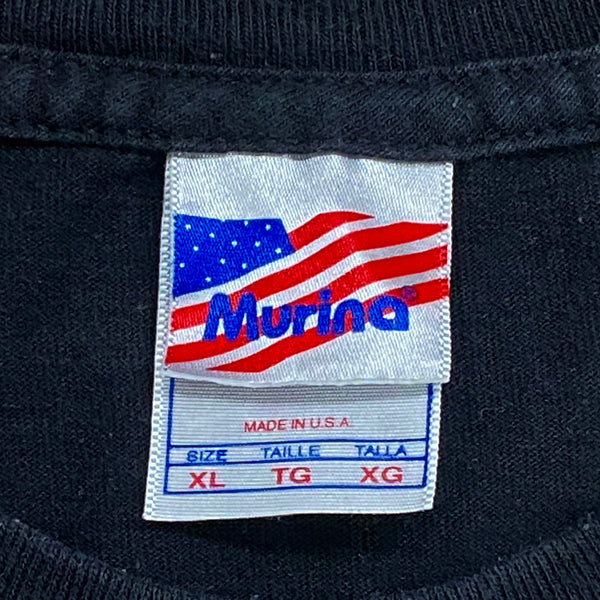 Murina®
MADE IN U.S.A.
SIZE TAILLE TALLA
XL TG XG